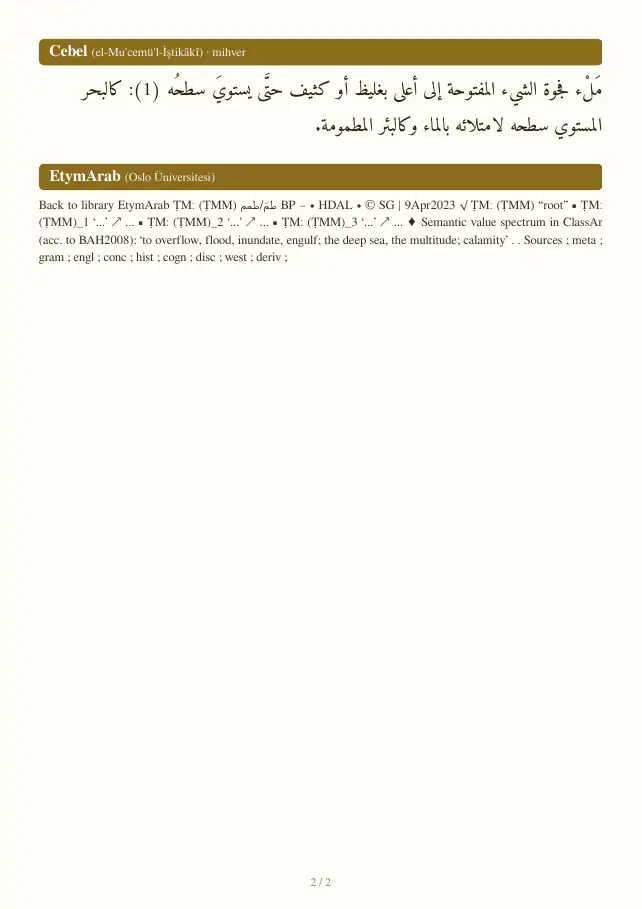 Cebel (el-Mu'cemü'l-İştikâkî) · mihver
مَلْء فجوة الشيء المفتوحة إلى أعلى بغليظ أو كثيف حتَّى يستويَ سطحُه (1): كالبحر
المستوي سطحه لامتلائه بالماء وكالبئر المطمومة.
EtymArab (Oslo Üniversitesi)
Back to library EtymArab ṬM: (ṬMM) طمّ/طمم BP – • HDAL • © SG | 9Apr2023 √ ṬM: (ṬMM) “root” ▪ ṬM:
(ṬMM)_1 ‘...’ ↗ ... ▪ ṬM: (ṬMM)_2 ‘...’ ↗ ... ▪ ṬM: (ṬMM)_3 ‘...’ ↗ ... ♦ Semantic value spectrum in ClassAr
(acc. to BAH2008): ‘to overflow, flood, inundate, engulf; the deep sea, the multitude; calamity’ . . Sources ; meta ;
gram ; engl ; conc ; hist ; cogn ; disc ; west ; deriv ;
2 / 2